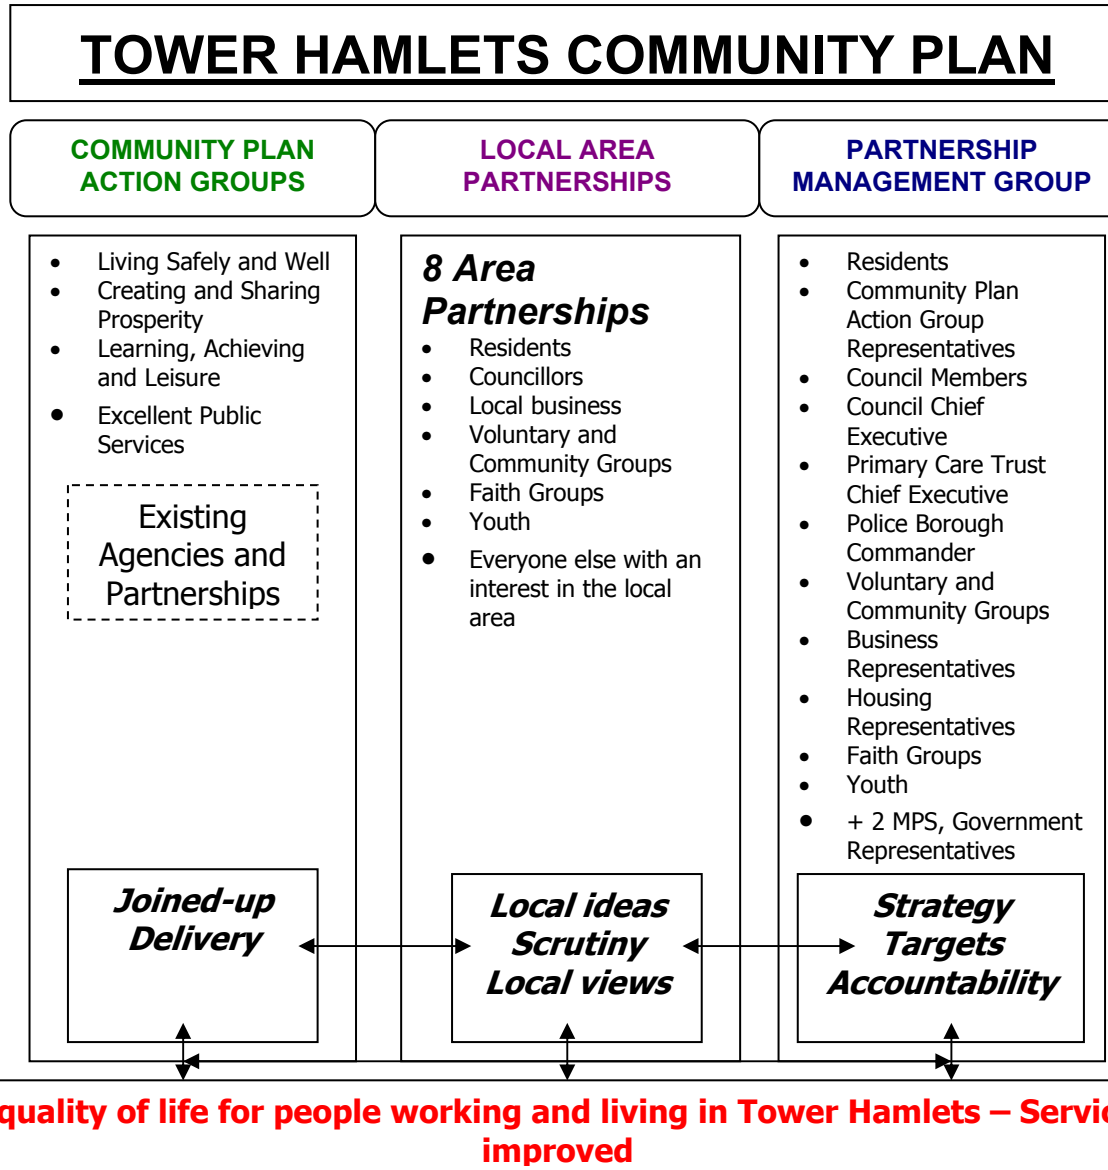 TOWER HAMLETS COMMUNITY PLAN
COMMUNITY PLAN
ACTION GROUPS
LOCAL AREA
PARTNERSHIPS
PARTNERSHIP
MANAGEMENT GROUP
• Living Safely and Well
• Creating and Sharing
Prosperity
• Learning, Achieving
and Leisure
• Excellent Public
Services
Existing
Agencies and
Partnerships
Joined-up
Delivery
8 Area
Partnerships
• Residents
• Councillors
• Local business
• Voluntary and
Community Groups
• Faith Groups
• Youth
• Everyone else with an
interest in the local
area
Local ideas
Scrutiny
Local views
• Residents
• Community Plan
Action Group
Representatives
• Council Members
• Council Chief
Executive
• Primary Care Trust
Chief Executive
• Police Borough
Commander
• Voluntary and
Community Groups
• Business
Representatives
• Housing
Representatives
• Faith Groups
• Youth
• + 2 MPS, Government
Representatives
Strategy
Targets
Accountability
quality of life for people working and living in Tower Hamlets – Servic
improved